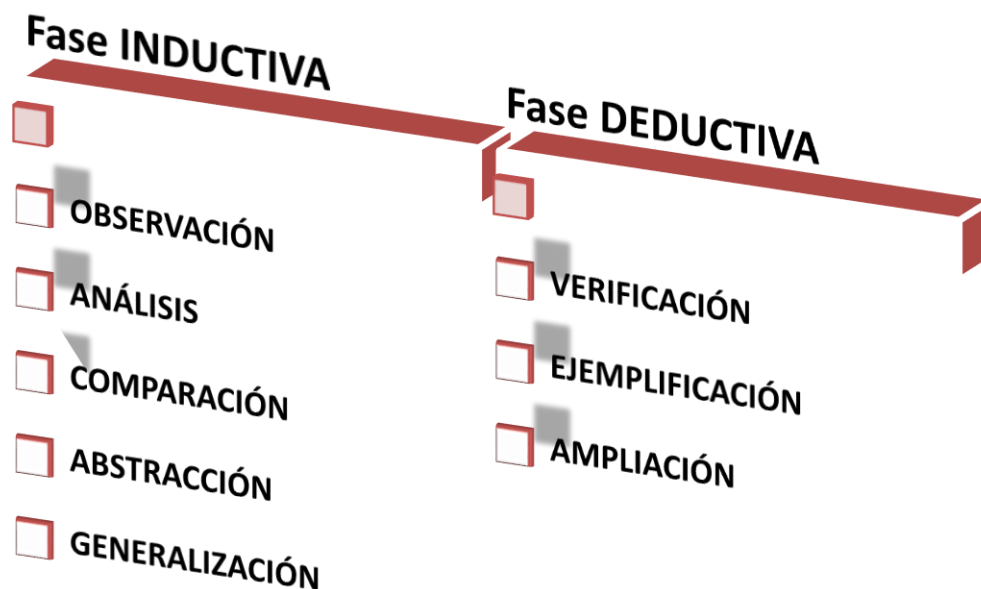 Fase INDUCTIVA
OBSERVACIÓN
ANÁLISIS
COMPARACIÓN
ABSTRACCIÓN
GENERALIZACIÓN
Fase DEDUCTIVA
VERIFICACIÓN
EJEMPLIFICACIÓN
AMPLIACIÓN